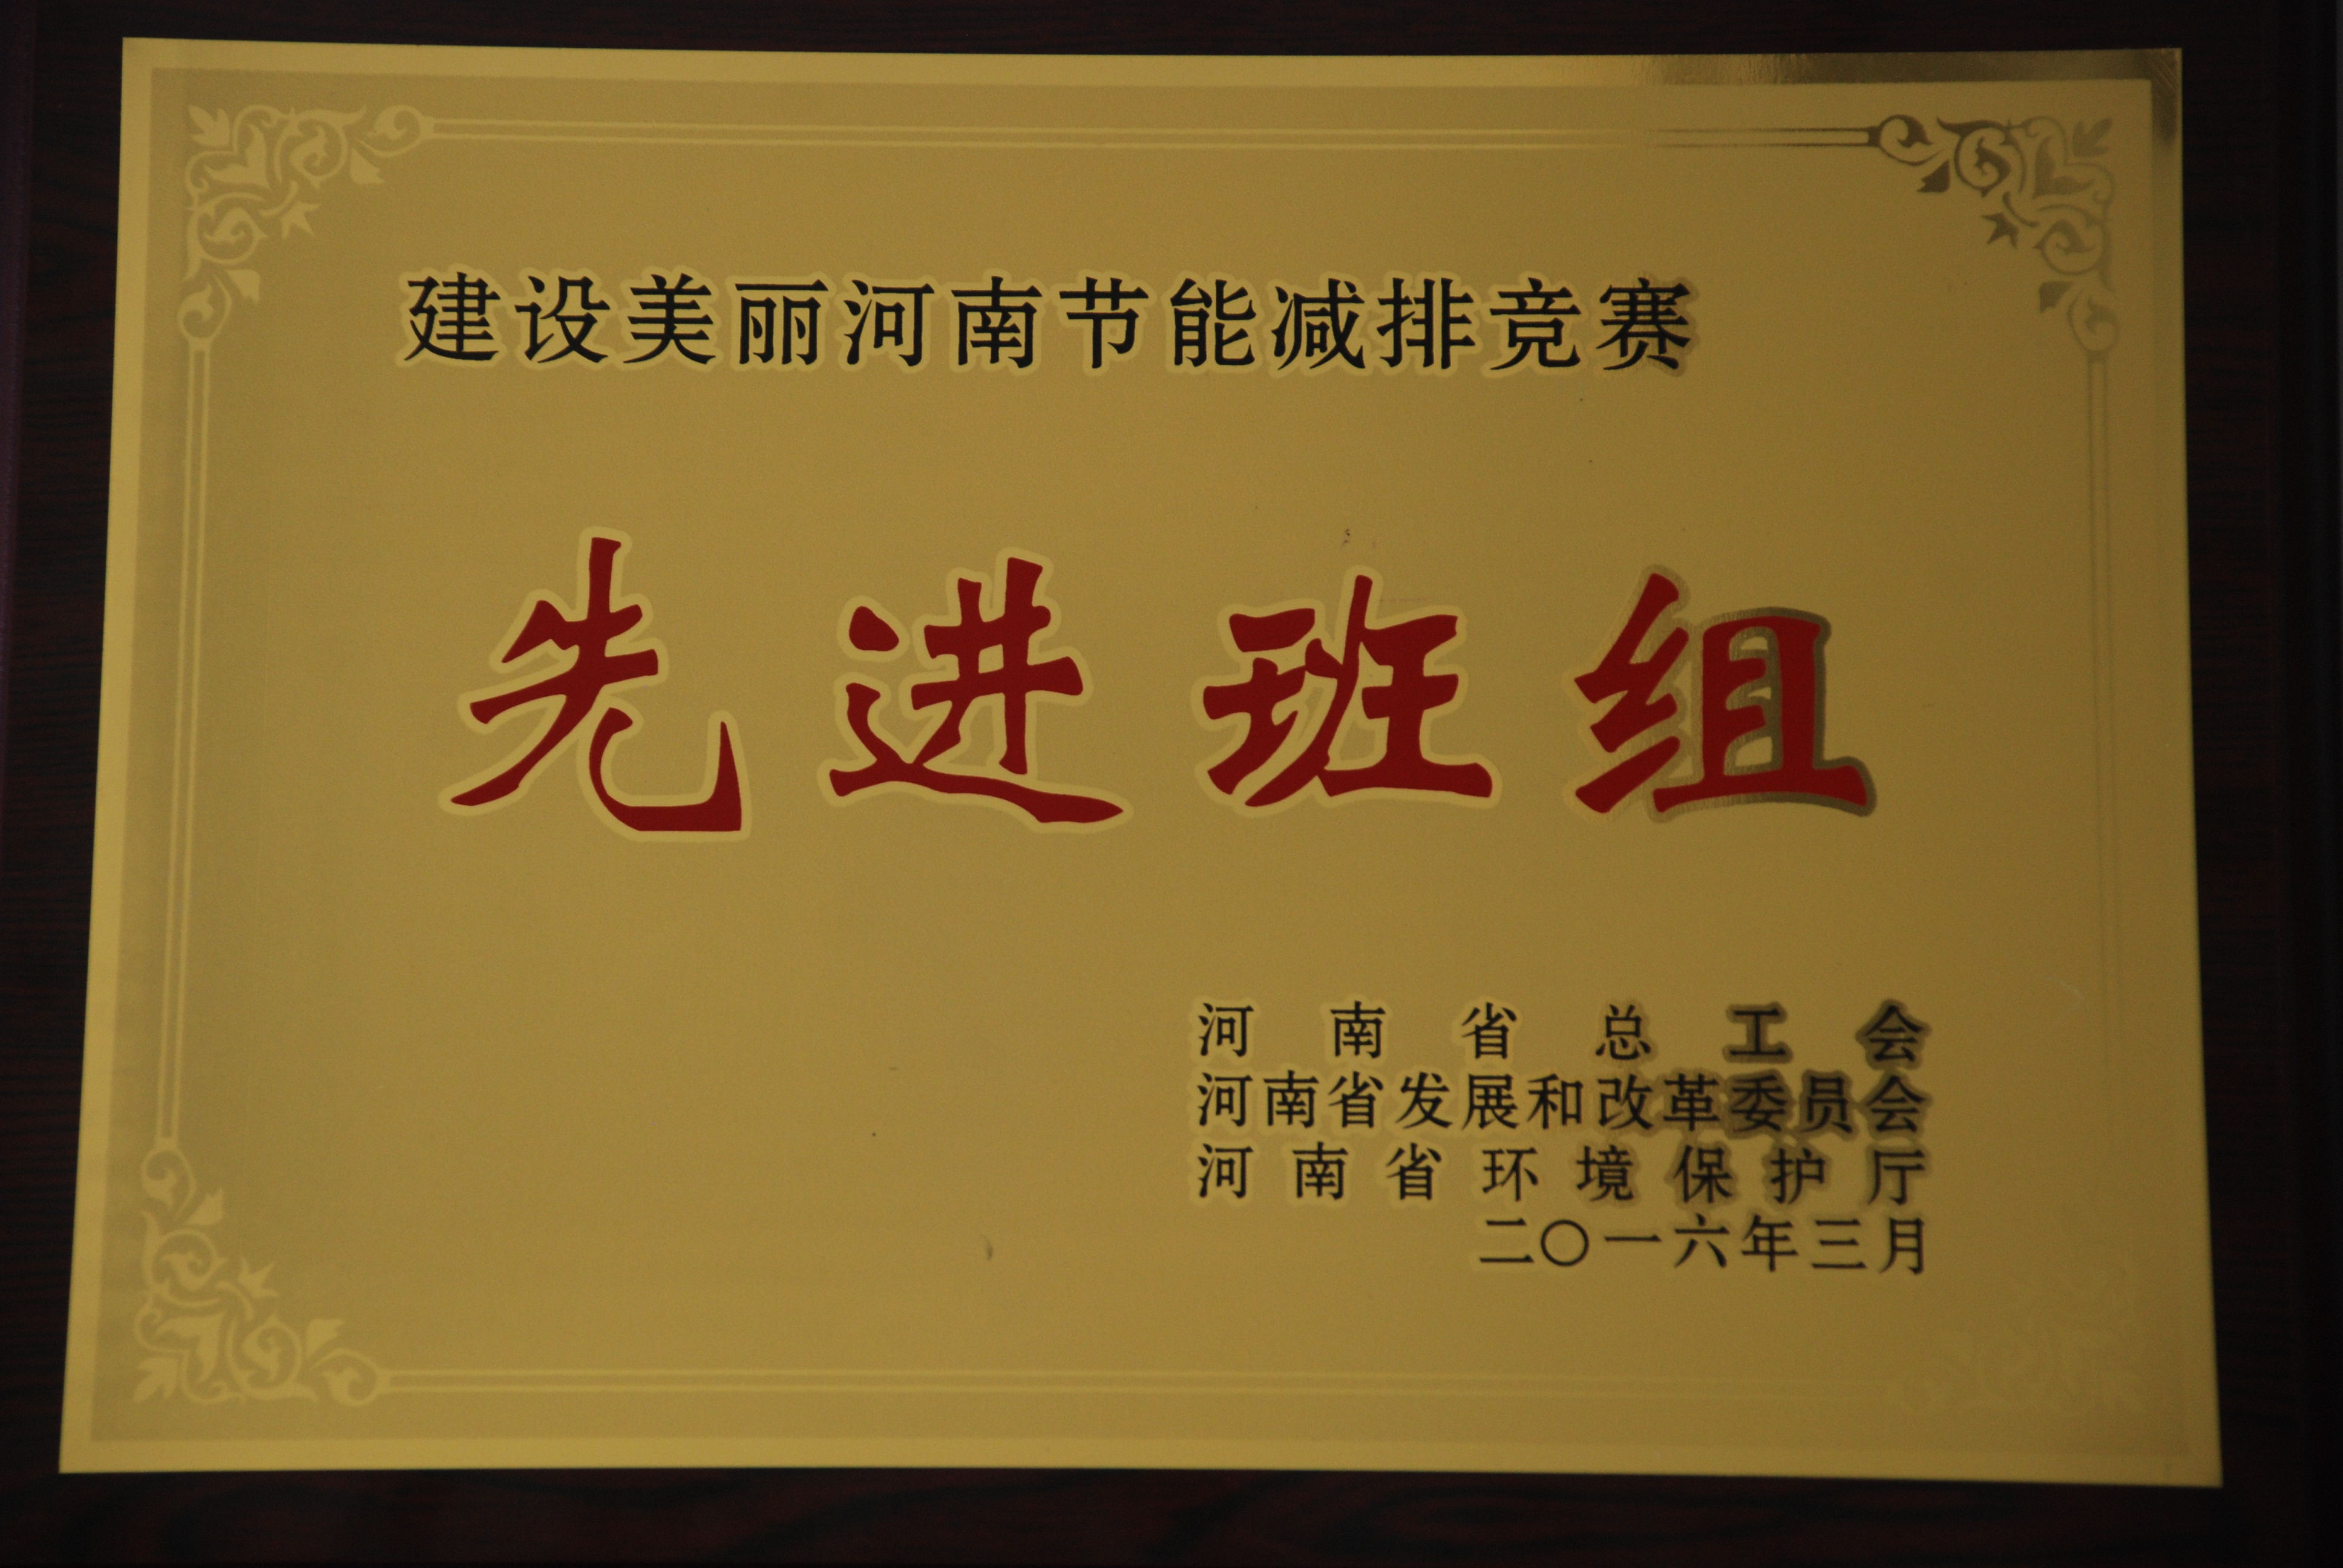 建设美丽河南节能减排竞赛
先进班组
河南省总工会
河南省发展和改革委员会
河南省环境保护厅
二〇一六年三月